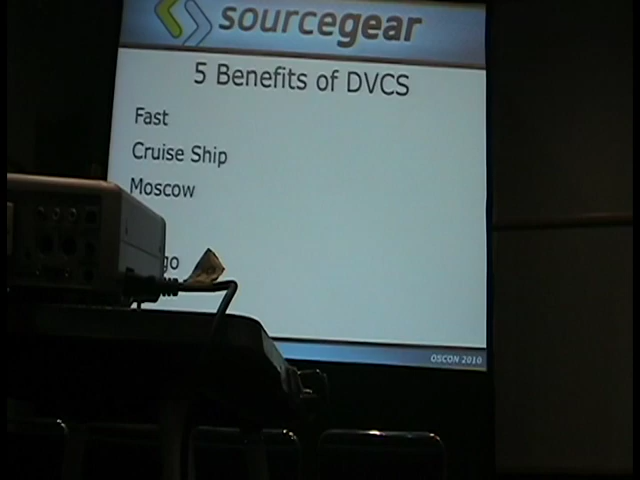 sourcegear
5 Benefits of DVCS
Fast
Cruise Ship
Moscow
OSCON 2010